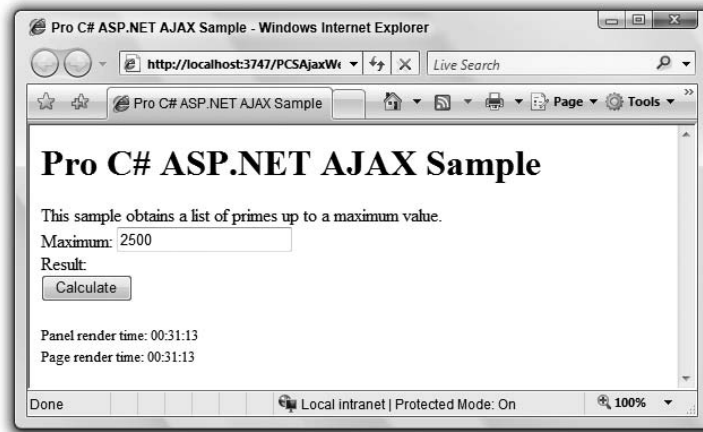 Pro C# ASP.NET AJAX Sample - Windows Internet Explorer
http://localhost:3747/PCSAjaxWe
Live Search
Pro C# ASP.NET AJAX Sample
Page
Tools
Pro C# ASP.NET AJAX Sample
This sample obtains a list of primes up to a maximum value.
Maximum: 2500
Result:
Calculate
Panel render time: 00:31:13
Page render time: 00:31:13
Done
Local intranet | Protected Mode: On
100%